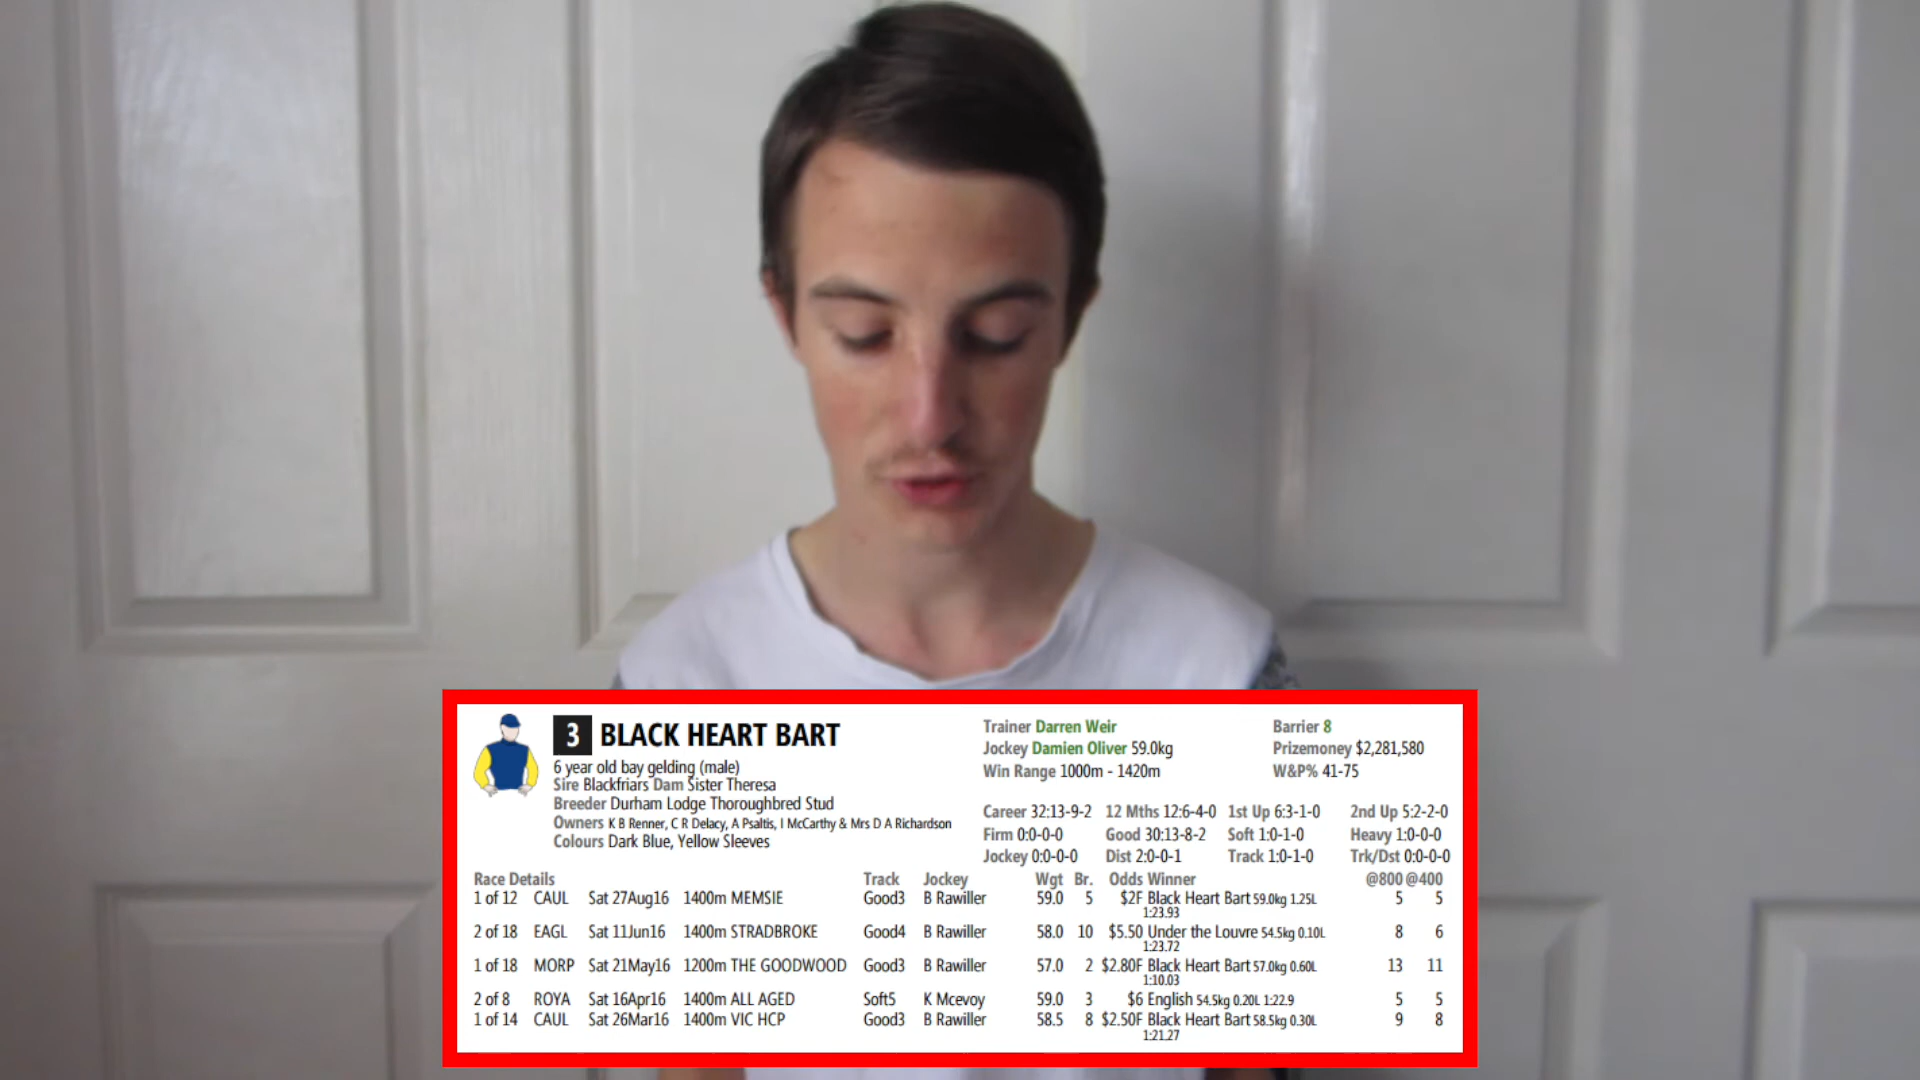 3 BLACK HEART BART
6 year old bay gelding (male)
Sire Blackfriars Dam Sister Theresa
Breeder Durham Lodge Thoroughbred Stud
Owners K B Renner, C R Delacy, A Psaltis, I McCarthy & Mrs D A Richardson
Colours Dark Blue, Yellow Sleeves
Trainer Darren Weir
Jockey Damien Oliver 59.0kg
Win Range 1000m - 1420m
Barrier 8
Prizemoney $2,281,580
W&P% 41-75
Career 32:13-9-2 12 Mths 12:6-4-0 1st Up 6:3-1-0 2nd Up 5:2-2-0
Firm 0:0-0-0 Good 30:13-8-2 Soft 1:0-1-0 Heavy 1:0-0-0
Jockey 0:0-0-0 Dist 2:0-0-1 Track 1:0-1-0 Trk/Dst 0:0-0-0
Race Details Track Jockey Wgt Br. Odds Winner @800 @400
1 of 12 CAUL Sat 27Aug16 1400m MEMSIE Good3 B Rawiller 59.0 5 $2F Black Heart Bart 59.0kg 1.25L 5 5
1:23.93
2 of 18 EAGL Sat 11Jun16 1400m STRADBROKE Good4 B Rawiller 58.0 10 $5.50 Under the Louvre 54.5kg 0.10L 8 6
1:23.72
1 of 18 MORP Sat 21May16 1200m THE GOODWOOD Good3 B Rawiller 57.0 2 $2.80F Black Heart Bart 57.0kg 0.60L 13 11
1:10.03
2 of 8 ROYA Sat 16Apr16 1400m ALL AGED Soft5 K Mcevoy 59.0 3 $6 English 54.5kg 0.20L 1:22.9 5 5
1 of 14 CAUL Sat 26Mar16 1400m VIC HCP Good3 B Rawiller 58.5 8 $2.50F Black Heart Bart 58.5kg 0.30L 9 8
1:21.27